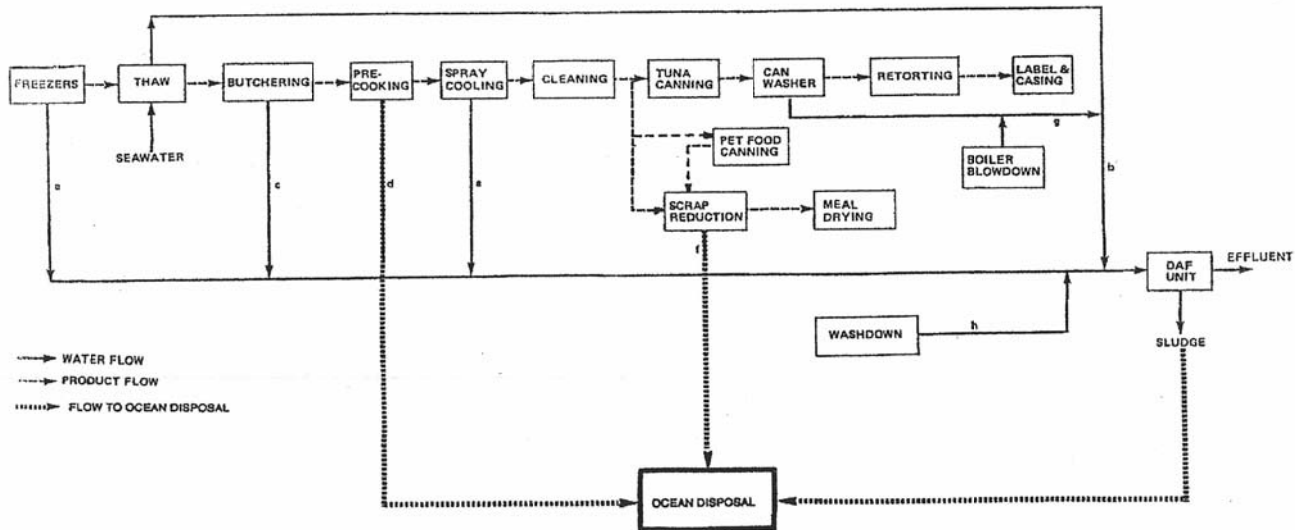 FREEZERS
THAW
BUTCHERING
PRE-
COOKING
SPRAY
COOLING
CLEANING
TUNA
CANNING
CAN
WASHER
RETORTING
LABEL &
CASING
SEAWATER
PET FOOD
CANNING
g
BOILER
BLOWDOWN
b
a
c
d
e
SCRAP
REDUCTION
MEAL
DRYING
f
DAF
UNIT
EFFLUENT
WASHDOWN
h
SLUDGE
WATER FLOW
PRODUCT FLOW
FLOW TO OCEAN DISPOSAL
OCEAN DISPOSAL